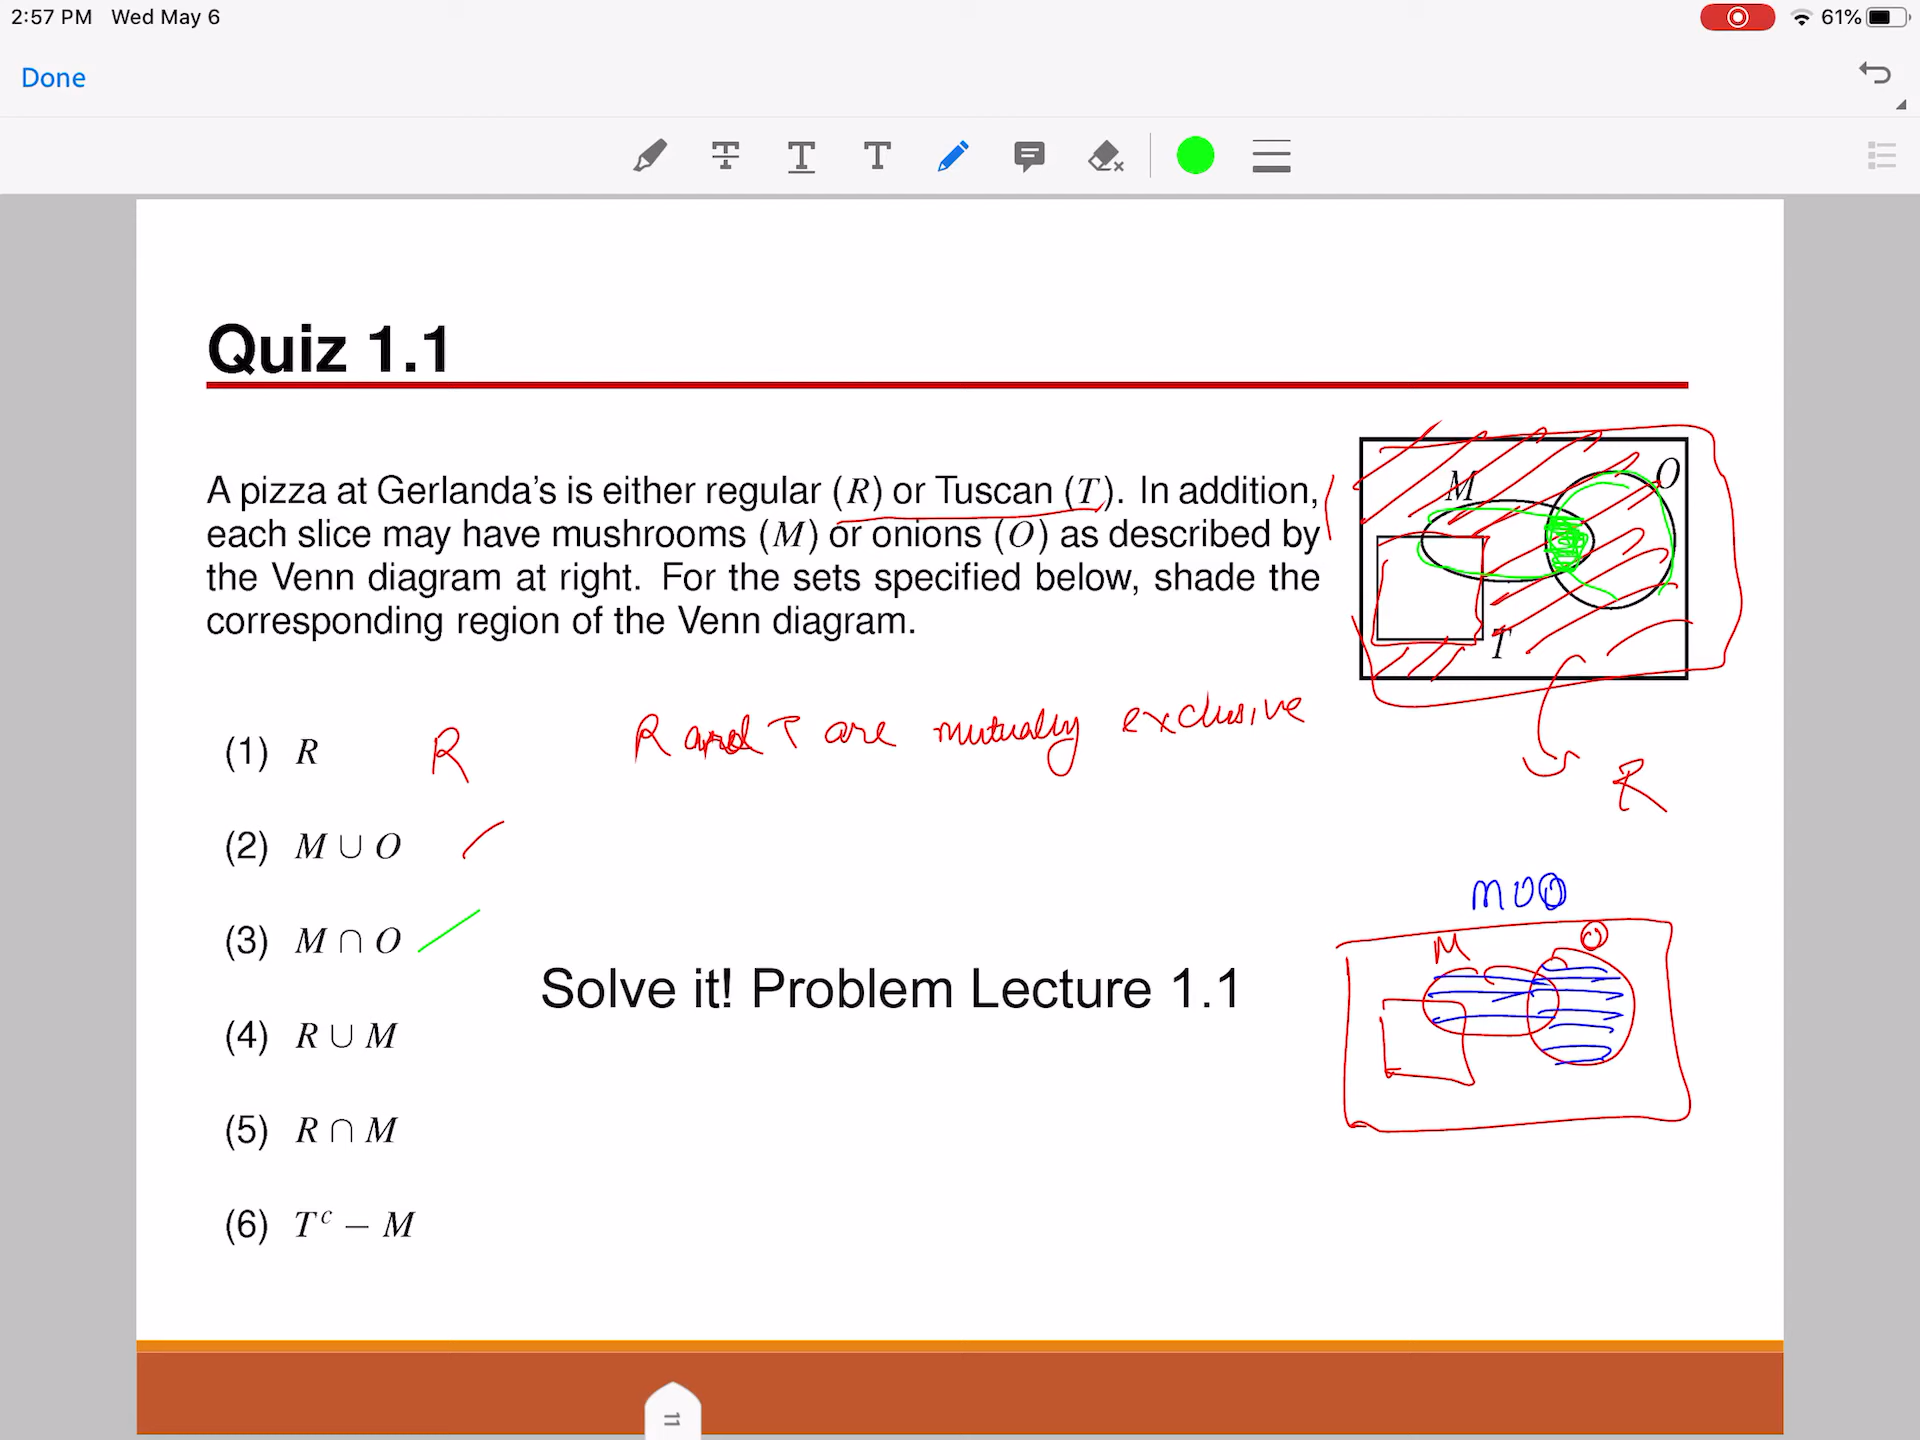 2:57 PM Wed May 6
61%
Done
Quiz 1.1
A pizza at Gerlanda's is either regular (R) or Tuscan (T). In addition,
each slice may have mushrooms (M) or onions (O) as described by
the Venn diagram at right. For the sets specified below, shade the
corresponding region of the Venn diagram.
M
O
T
(1) R
R
R and T are mutually exclusive
R
(2) M ∪ O
M∪O
(3) M ∩ O
M
O
Solve it! Problem Lecture 1.1
(4) R ∪ M
(5) R ∩ M
(6) Tᶜ − M